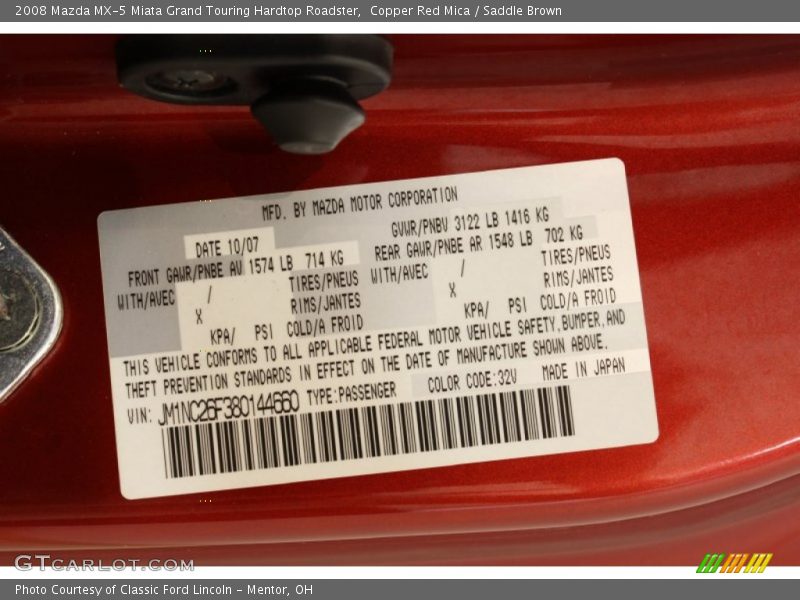 2008 Mazda MX-5 Miata Grand Touring Hardtop Roadster,  Copper Red Mica / Saddle Brown
MFD. BY MAZDA MOTOR CORPORATION
DATE 10/07
GVWR/PNBV 3122 LB 1416 KG
FRONT GAWR/PNBE AV 1574 LB 714 KG
REAR GAWR/PNBE AR 1548 LB 702 KG
WITH/AVEC / TIRES/PNEUS
WITH/AVEC / TIRES/PNEUS
X RIMS/JANTES
X RIMS/JANTES
KPA/ PSI COLD/A FROID
KPA/ PSI COLD/A FROID
THIS VEHICLE CONFORMS TO ALL APPLICABLE FEDERAL MOTOR VEHICLE SAFETY, BUMPER, AND
THEFT PREVENTION STANDARDS IN EFFECT ON THE DATE OF MANUFACTURE SHOWN ABOVE.
VIN: JM1NC26F380144660 TYPE:PASSENGER COLOR CODE:32V MADE IN JAPAN
GTcarlot.com
Photo Courtesy of Classic Ford Lincoln - Mentor, OH